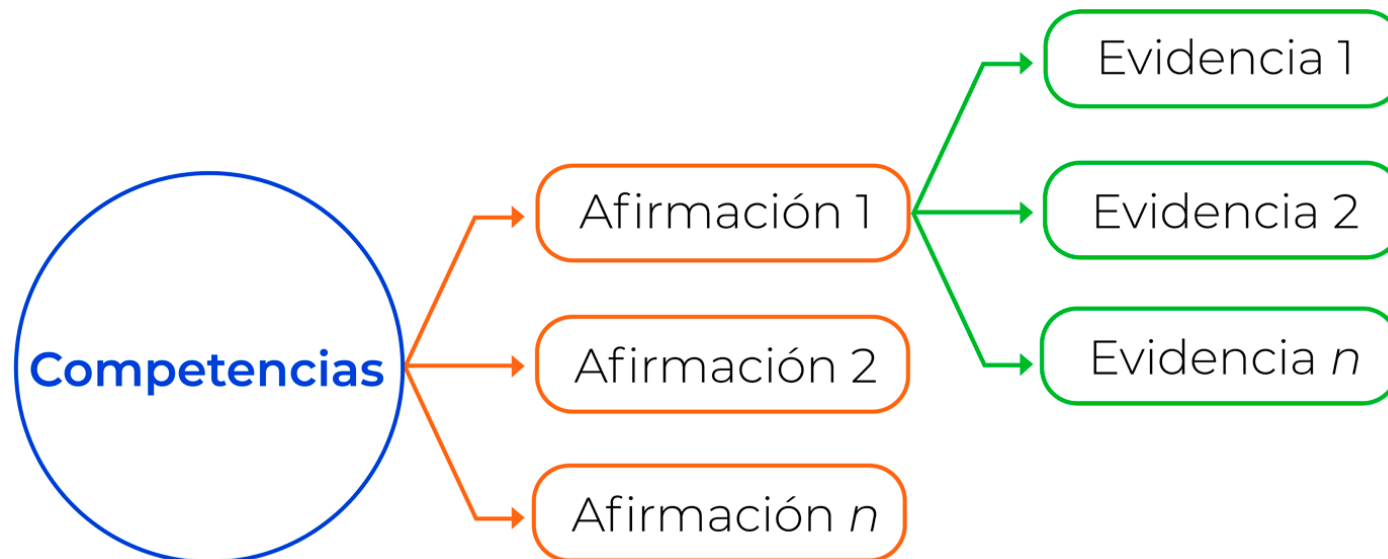 Competencias
Afirmación 1
Afirmación 2
Afirmación n
Evidencia 1
Evidencia 2
Evidencia n